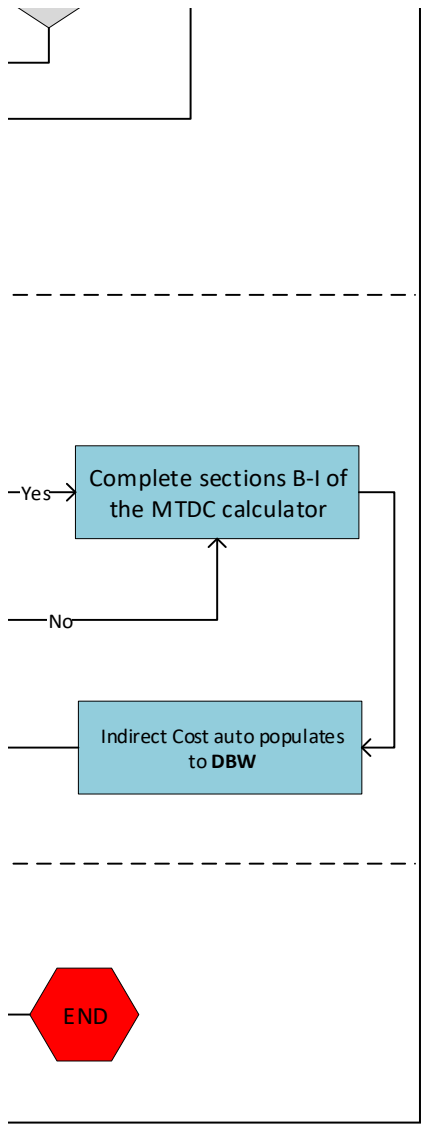 Complete sections B-I of
the MTDC calculator
Yes
No
Indirect Cost auto populates
to DBW
END